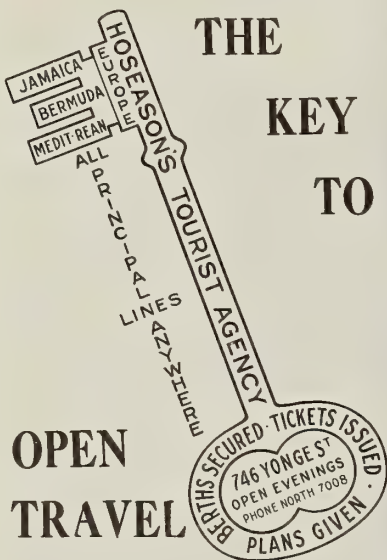 THE
KEY
TO
HOSEASON'S TOURIST AGENCY
EUROPE
JAMAICA
BERMUDA
MEDIT·REAN
ALL
PRINCIPAL
LINES
ANYWHERE
BERTHS SECURED · TICKETS ISSUED ·
PLANS GIVEN ·
746 YONGE ST
OPEN EVENINGS
PHONE NORTH 7008
OPEN
TRAVEL